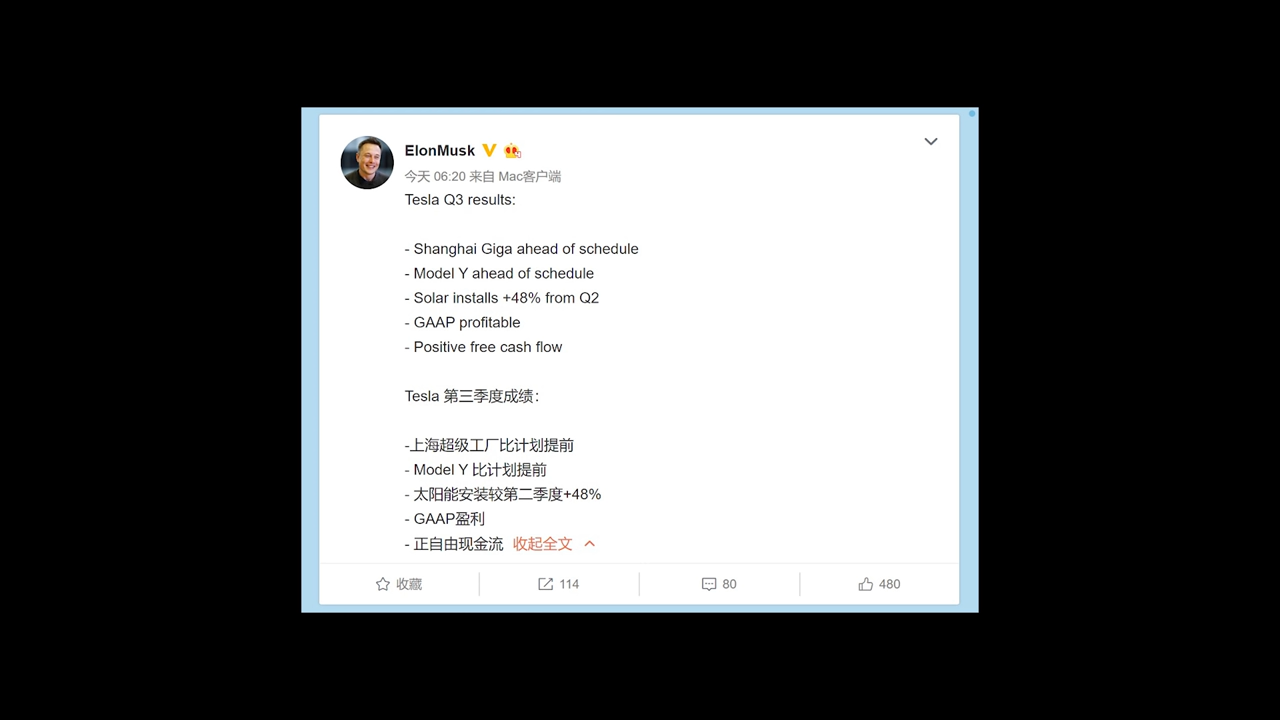 ElonMusk
今天 06:20 来自 Mac客户端
Tesla Q3 results:
- Shanghai Giga ahead of schedule
- Model Y ahead of schedule
- Solar installs +48% from Q2
- GAAP profitable
- Positive free cash flow
Tesla 第三季度成绩：
-上海超级工厂比计划提前
- Model Y 比计划提前
- 太阳能安装较第二季度+48%
- GAAP盈利
- 正自由现金流 收起全文
收藏 114 80 480